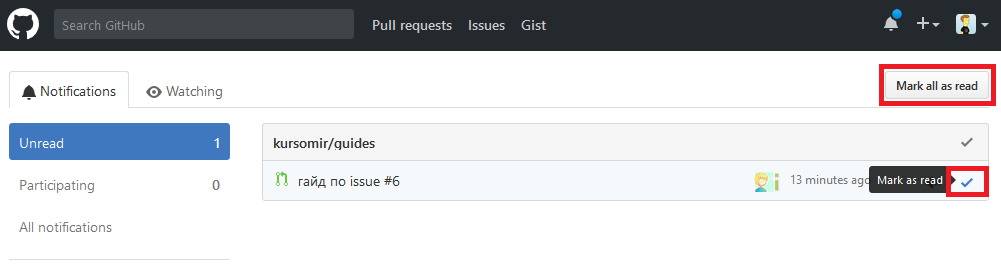 Search GitHub Pull requests Issues Gist
Notifications Watching Mark all as read
Unread 1
Participating 0
All notifications
kursomir/guides
гайд по issue #6 13 minutes ago Mark as read